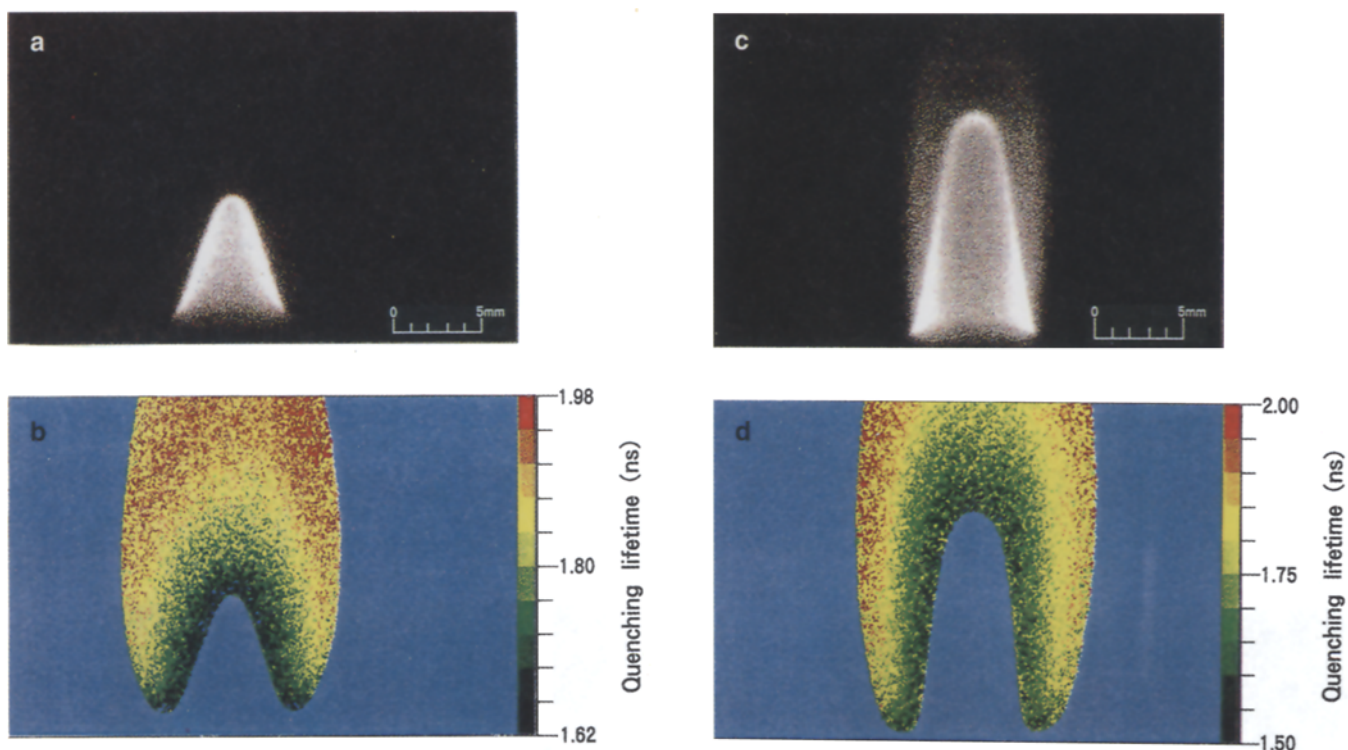 a
0 5mm
c
0 5mm
b
1.98
1.80
1.62
Quenching lifetime (ns)
d
2.00
1.75
1.50
Quenching lifetime (ns)